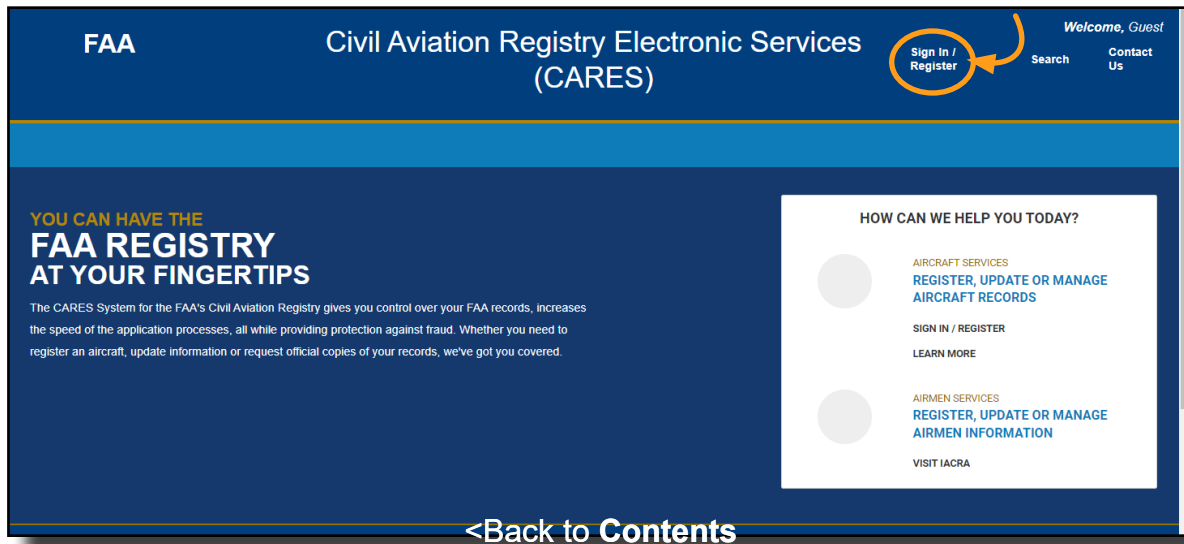 FAA
Civil Aviation Registry Electronic Services
(CARES)
Welcome, Guest
Sign In /
Register
Search
Contact
Us
YOU CAN HAVE THE
FAA REGISTRY
AT YOUR FINGERTIPS
The CARES System for the FAA's Civil Aviation Registry gives you control over your FAA records, increases
the speed of the application processes, all while providing protection against fraud. Whether you need to
register an aircraft, update information or request official copies of your records, we've got you covered.
HOW CAN WE HELP YOU TODAY?
AIRCRAFT SERVICES
REGISTER, UPDATE OR MANAGE
AIRCRAFT RECORDS
SIGN IN / REGISTER
LEARN MORE
AIRMEN SERVICES
REGISTER, UPDATE OR MANAGE
AIRMEN INFORMATION
VISIT IACRA
<Back to Contents